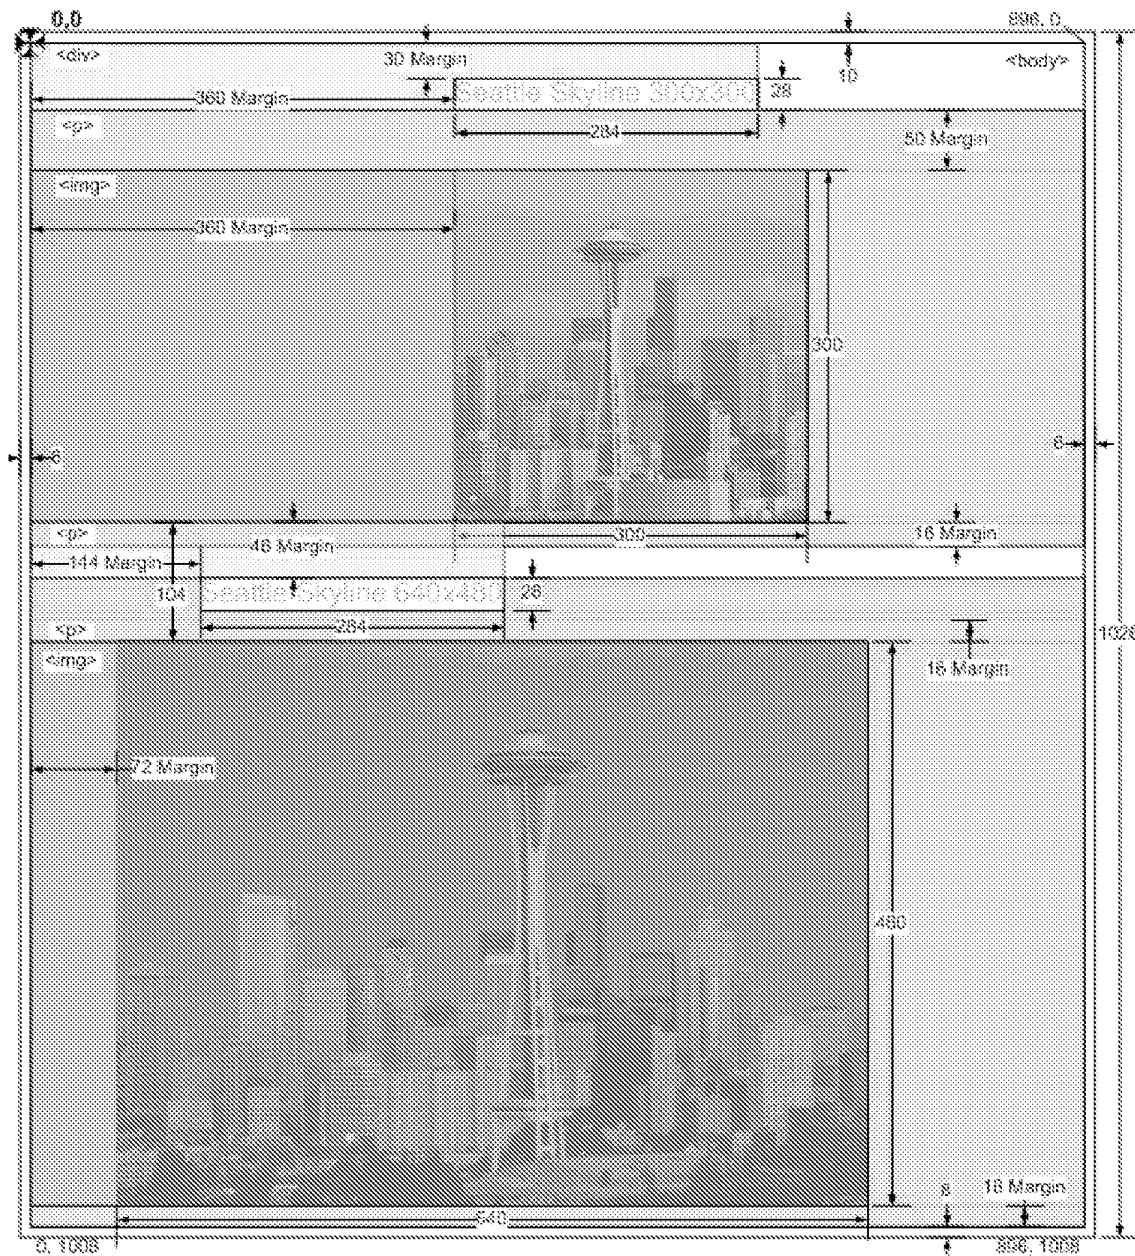 0,0
896, 0
<div>
30 Margin
<body>
10
360 Margin
Seattle Skyline 300x300
28
284
<p>
50 Margin
<img>
360 Margin
300
8
8
<p>
300
16 Margin
48 Margin
144 Margin
104
Seattle Skyline 640x480
28
284
<p>
1026
<img>
16 Margin
72 Margin
480
8
16 Margin
640
0, 1008
896, 1008